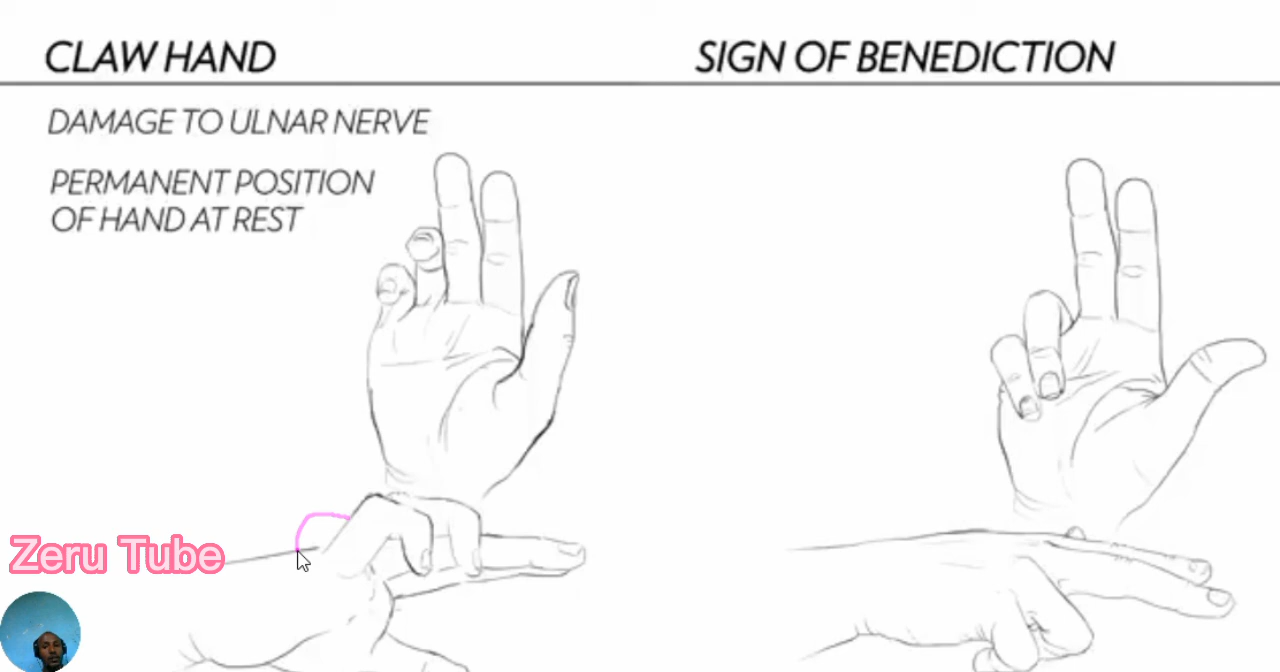 CLAW HAND
SIGN OF BENEDICTION
DAMAGE TO ULNAR NERVE
PERMANENT POSITION
OF HAND AT REST
Zeru Tube